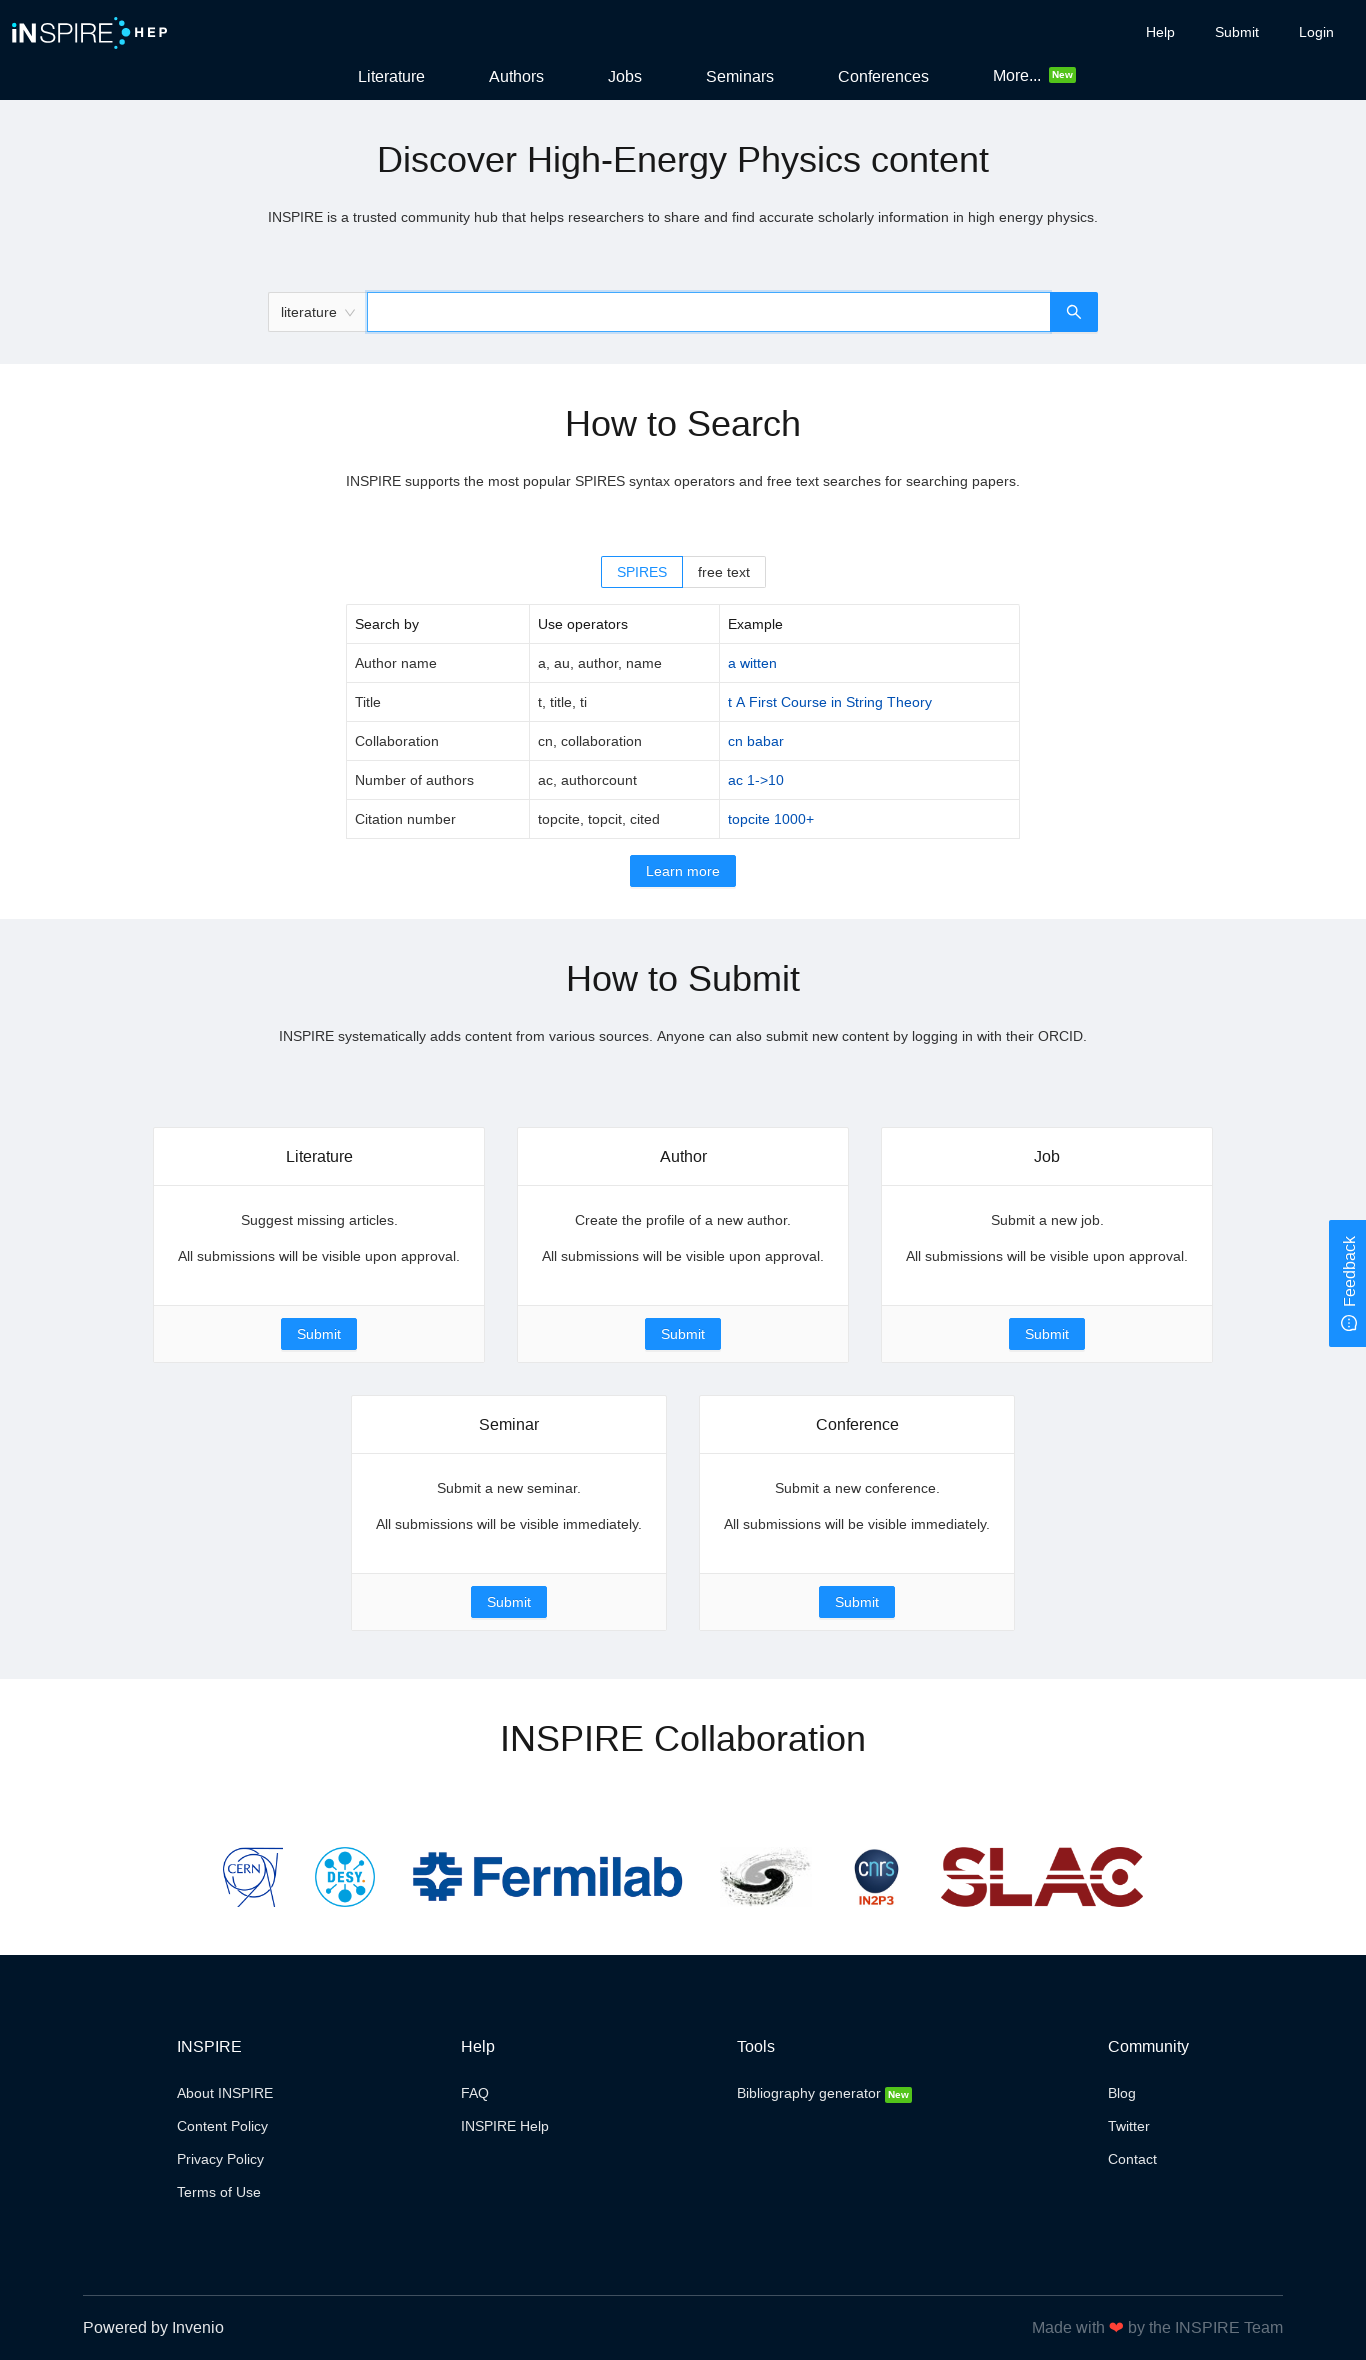 iNSPIRE HEP
Help Submit Login
Literature Authors Jobs Seminars Conferences More... New
Discover High-Energy Physics content
INSPIRE is a trusted community hub that helps researchers to share and find accurate scholarly information in high energy physics.
literature
How to Search
INSPIRE supports the most popular SPIRES syntax operators and free text searches for searching papers.
SPIRES free text
Search by Use operators Example
Author name a, au, author, name a witten
Title t, title, ti t A First Course in String Theory
Collaboration cn, collaboration cn babar
Number of authors ac, authorcount ac 1->10
Citation number topcite, topcit, cited topcite 1000+
Learn more
How to Submit
INSPIRE systematically adds content from various sources. Anyone can also submit new content by logging in with their ORCID.
Literature Author Job
Suggest missing articles. Create the profile of a new author. Submit a new job.
All submissions will be visible upon approval. All submissions will be visible upon approval. All submissions will be visible upon approval.
Submit Submit Submit
Feedback
Seminar Conference
Submit a new seminar. Submit a new conference.
All submissions will be visible immediately. All submissions will be visible immediately.
Submit Submit
INSPIRE Collaboration
CERN DESY. Fermilab cnrs IN2P3 SLAC
INSPIRE Help Tools Community
About INSPIRE FAQ Bibliography generator New Blog
Content Policy INSPIRE Help Twitter
Privacy Policy Contact
Terms of Use
Powered by Invenio Made with ❤ by the INSPIRE Team